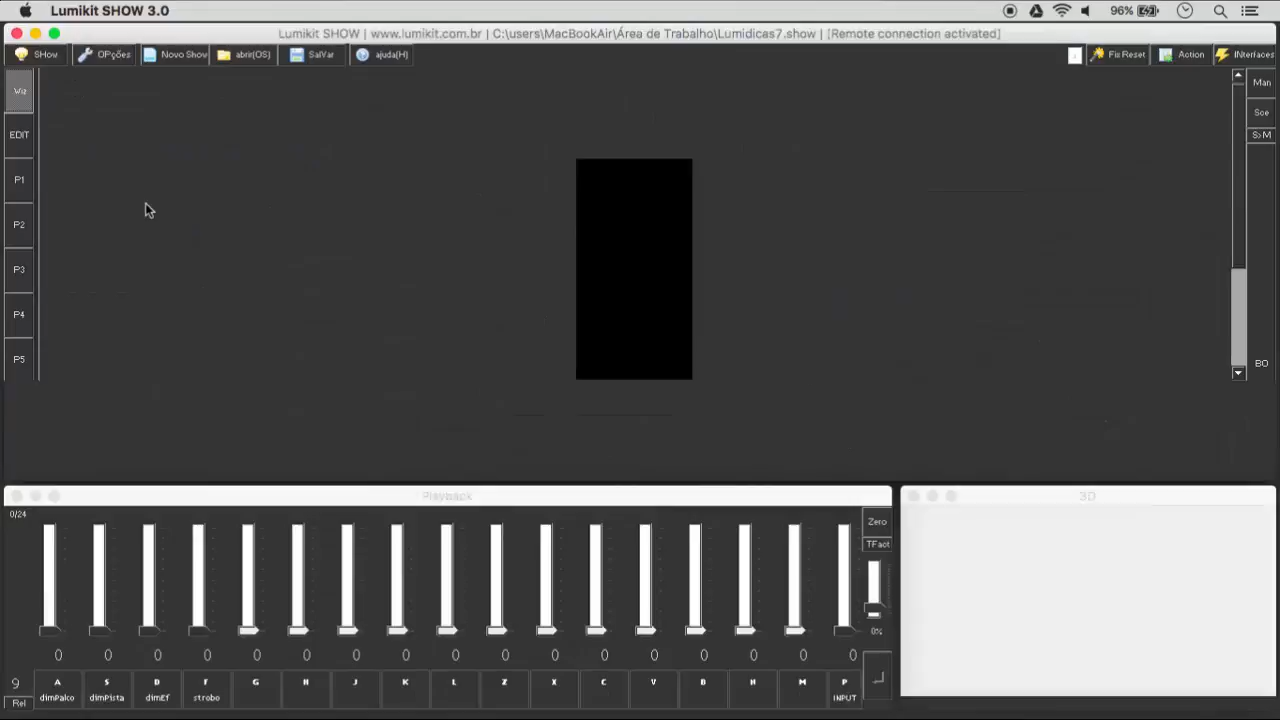 Lumikit SHOW 3.0
96%
Lumikit SHOW | www.lumikit.com.br | C:\users\MacBookAir\Área de Trabalho\Lumidicas7.show | [Remote connection activated]
SHow
OPções
Novo Show
abrir(OS)
SalVar
ajuda(H)
Fix Reset
Action
INterfaces
Wiz
EDIT
P1
P2
P3
P4
P5
Man
Sce
S>M
BO
Playback
3D
0/24
Zero
TFact
0%
0 0 0 0 0 0 0 0 0 0 0 0 0 0 0 0 0
9
A S D F G H J K L Z X C V B N M P
dimPalco dimPista dimEf strobo INPUT
Rel